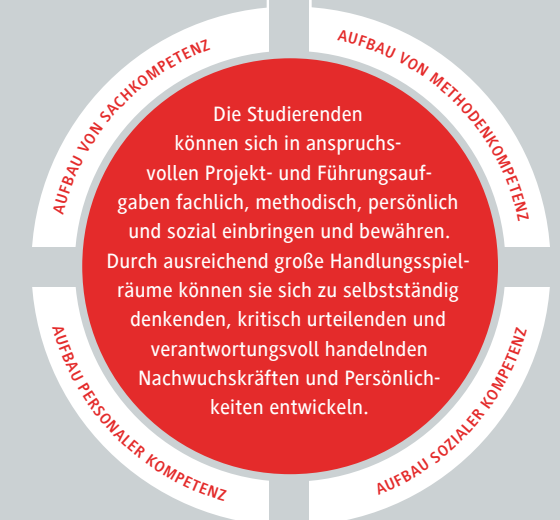 AUFBAU VON SACHKOMPETENZ
AUFBAU VON METHODENKOMPETENZ
Die Studierenden
können sich in anspruchs-
vollen Projekt- und Führungsauf-
gaben fachlich, methodisch, persönlich
und sozial einbringen und bewähren.
Durch ausreichend große Handlungsspiel-
räume können sie sich zu selbstständig
denkenden, kritisch urteilenden und
verantwortungsvoll handelnden
Nachwuchskräften und Persönlich-
keiten entwickeln.
AUFBAU PERSONALER KOMPETENZ
AUFBAU SOZIALER KOMPETENZ